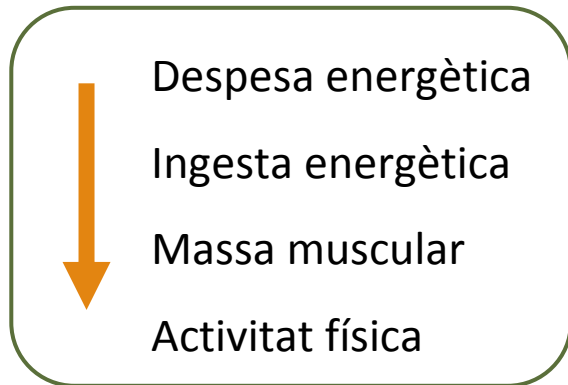 Despesa energètica
Ingesta energètica
Massa muscular
Activitat física